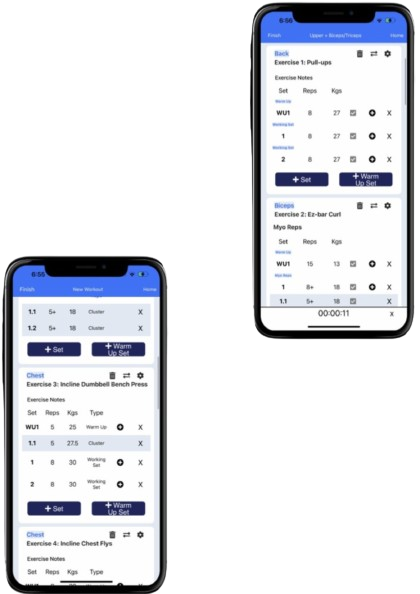 8:56
Finish Upper + Biceps/Triceps Home
Back
Exercise 1: Pull-ups
Exercise Notes
Set Reps Kgs
Warm Up
WU1 8 27 X
Working Set
1 8 27 X
Working Set
2 8 27 X
+ Set + Warm Up Set
Biceps
Exercise 2: Ez-bar Curl
Myo Reps
Set Reps Kgs
Warm Up
WU1 15 13 X
1 8+ 18 X
1.1 5+ 18
00:00:11 x
8:55
Finish New Workout Home
1.1 5+ 18 Cluster X
1.2 5+ 18 Cluster X
+ Set + Warm Up Set
Chest
Exercise 3: Incline Dumbbell Bench Press
Exercise Notes
Set Reps Kgs Type
WU1 5 25 Warm Up X
1.1 5 27.5 Cluster X
1 8 30 Working Set X
2 8 30 Working Set X
+ Set + Warm Up Set
Chest
Exercise 4: Incline Chest Flys
Exercise Notes
Set Reps Kgs Type